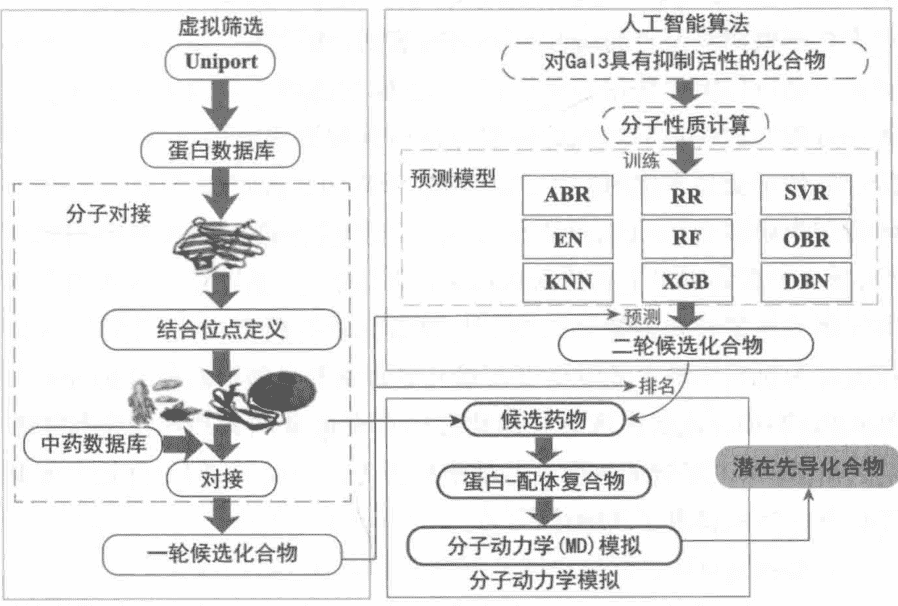 虚拟筛选
Uniport
蛋白数据库
分子对接
结合位点定义
中药数据库
对接
一轮候选化合物
人工智能算法
对Gal3具有抑制活性的化合物
分子性质计算
训练
预测模型
ABR
RR
SVR
EN
RF
OBR
KNN
XGB
DBN
预测
二轮候选化合物
排名
候选药物
蛋白-配体复合物
分子动力学(MD)模拟
分子动力学模拟
潜在先导化合物